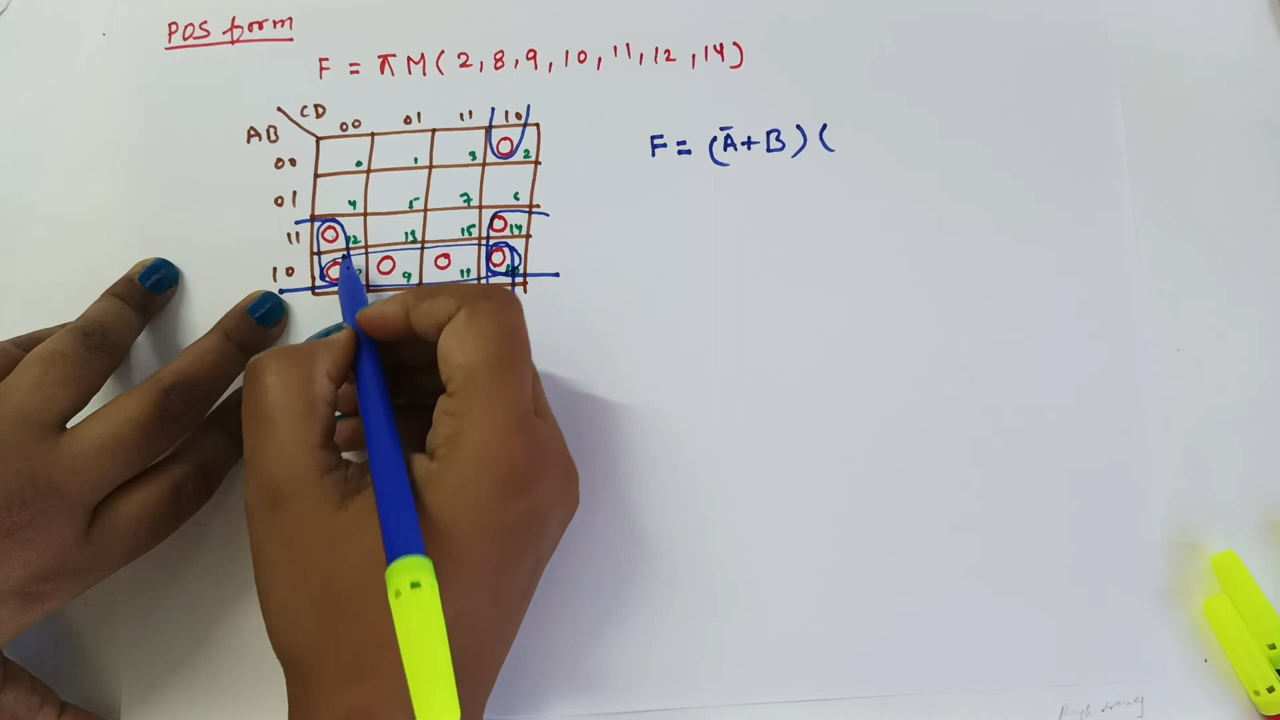 POS form
F = πM(2,8,9,10,11,12,14)
CD
00 01 11 10
AB
F = (Ā+B)(
00 0 1 3 0 2
01 4 5 7 6
11 0 12 13 15 0 14
10 0 0 9 0 11 0